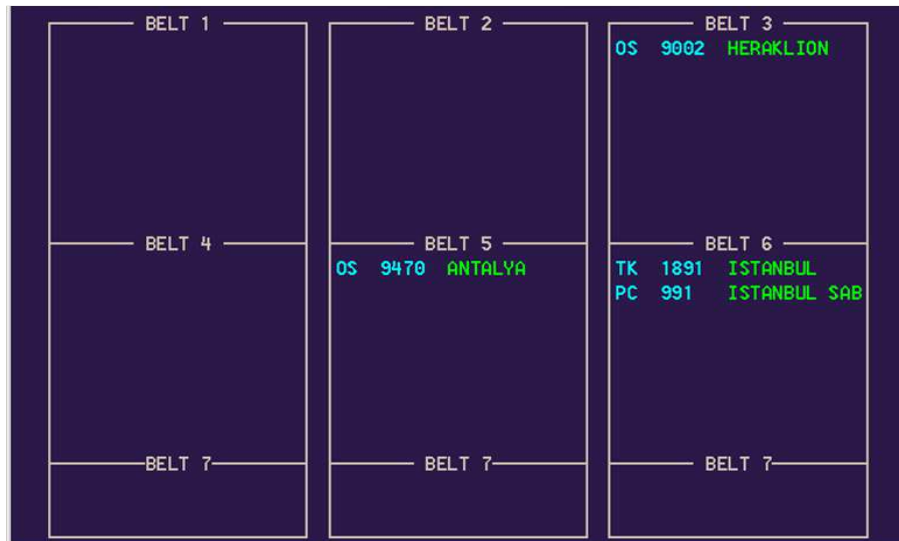 BELT 1
BELT 2
BELT 3
OS 9002 HERAKLION
BELT 4
BELT 5
OS 9470 ANTALYA
BELT 6
TK 1891 ISTANBUL
PC 991 ISTANBUL SAB
BELT 7
BELT 7
BELT 7